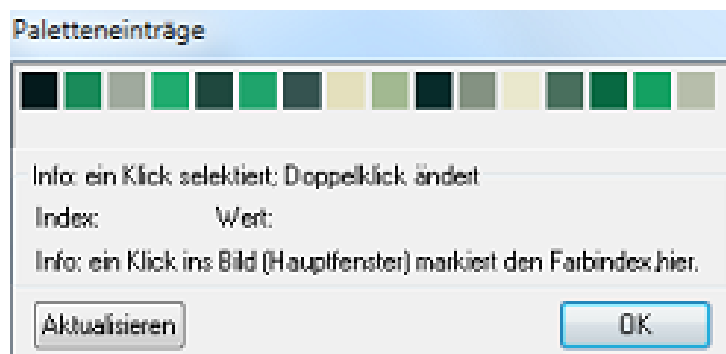 Paletteneinträge
Info: ein Klick selektiert; Doppelklick ändert
Index: Wert:
Info: ein Klick ins Bild (Hauptfenster) markiert den Farbindex hier.
Aktualisieren OK